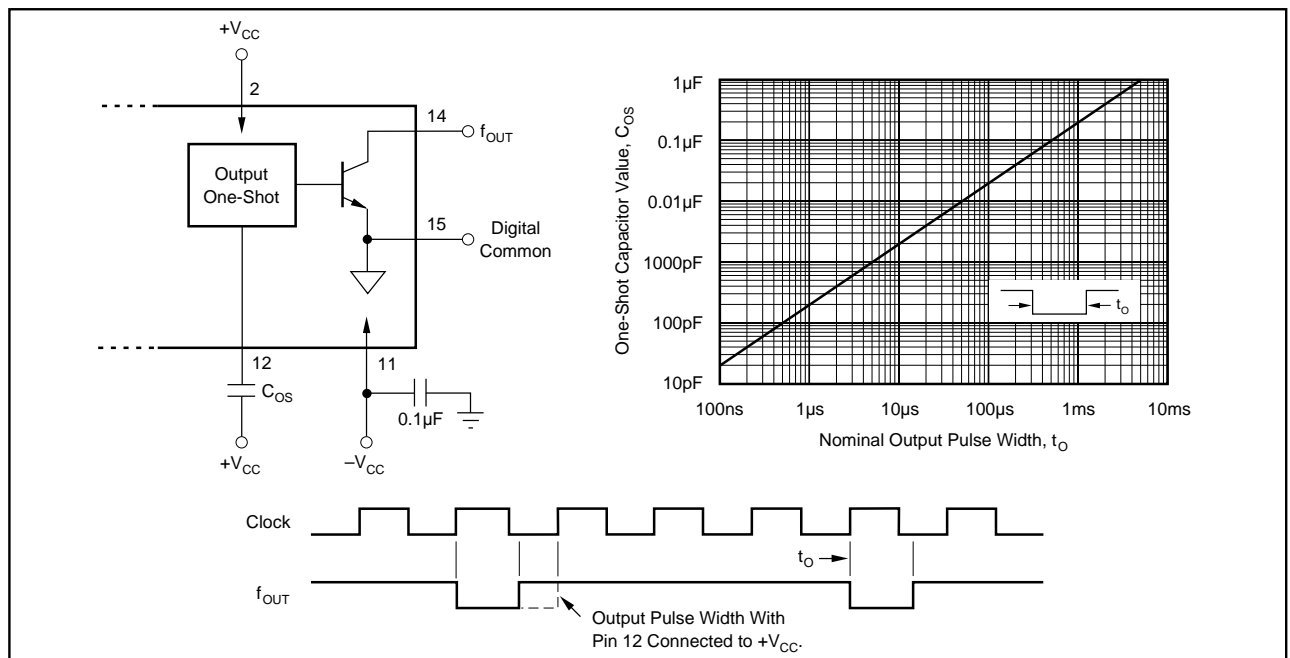 +VCC
2
14
fOUT
Output
One-Shot
15
Digital
Common
12
11
COS
0.1µF
+VCC
–VCC
One-Shot Capacitor Value, COS
1µF
0.1µF
0.01µF
1000pF
100pF
10pF
tO
100ns
1µs
10µs
100µs
1ms
10ms
Nominal Output Pulse Width, tO
Clock
tO
fOUT
Output Pulse Width With
Pin 12 Connected to +VCC.